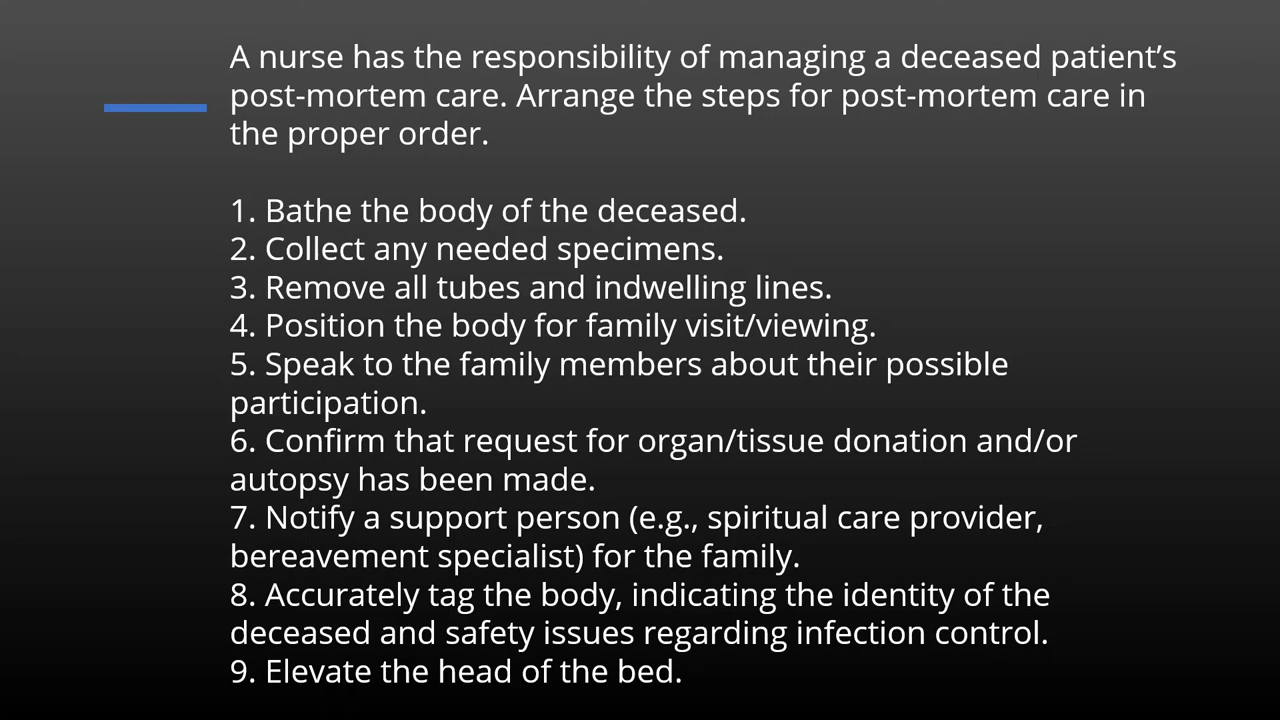 A nurse has the responsibility of managing a deceased patient’s
post-mortem care. Arrange the steps for post-mortem care in
the proper order.
1. Bathe the body of the deceased.
2. Collect any needed specimens.
3. Remove all tubes and indwelling lines.
4. Position the body for family visit/viewing.
5. Speak to the family members about their possible
participation.
6. Confirm that request for organ/tissue donation and/or
autopsy has been made.
7. Notify a support person (e.g., spiritual care provider,
bereavement specialist) for the family.
8. Accurately tag the body, indicating the identity of the
deceased and safety issues regarding infection control.
9. Elevate the head of the bed.